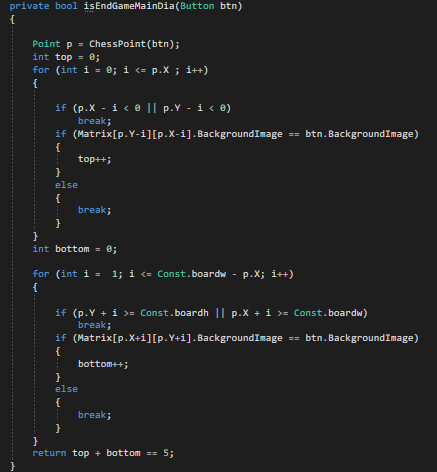 private bool isEndGameMainDia(Button btn)
{
Point p = ChessPoint(btn);
int top = 0;
for (int i = 0; i <= p.X ; i++)
{
if (p.X - i < 0 || p.Y - i < 0)
break;
if (Matrix[p.Y-i][p.X-i].BackgroundImage == btn.BackgroundImage)
{
top++;
}
else
{
break;
}
}
int bottom = 0;
for (int i =  1; i <= Const.boardw - p.X; i++)
{
if (p.Y + i >= Const.boardh || p.X + i >= Const.boardw)
break;
if (Matrix[p.X+i][p.Y+i].BackgroundImage == btn.BackgroundImage)
{
bottom++;
}
else
{
break;
}
}
return top + bottom == 5;
}